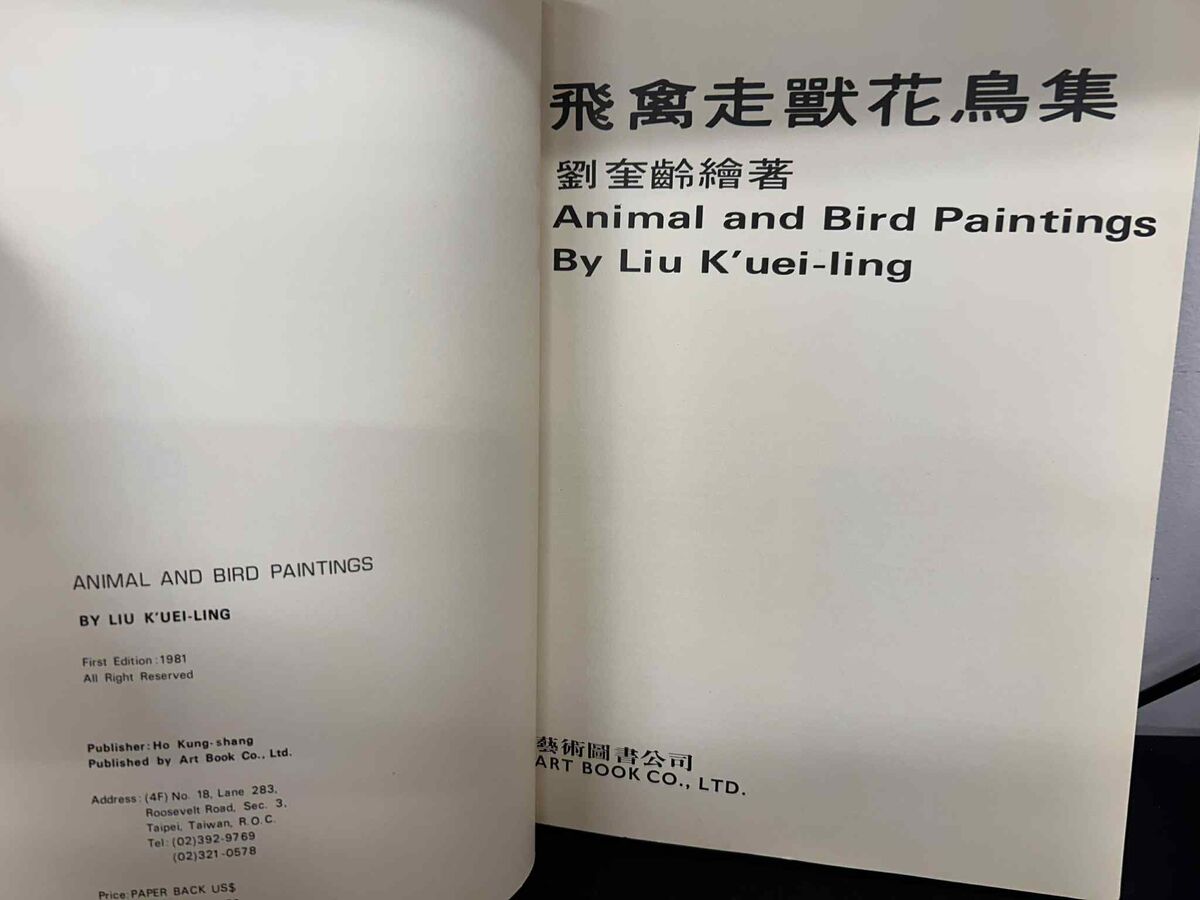 ANIMAL AND BIRD PAINTINGS
BY LIU K'UEI-LING
First Edition:1981
All Right Reserved
Publisher: Ho Kung-shang
Published by Art Book Co., Ltd.
Address: (4F) No. 18, Lane 283,
Roosevelt Road, Sec. 3,
Taipei, Taiwan, R.O.C.
Tel: (02)392-9769
(02)321-0578
Price: PAPER BACK US$
飛禽走獸花鳥集
劉奎齡繪著
Animal and Bird Paintings
By Liu K'uei-ling
藝術圖書公司
ART BOOK CO., LTD.